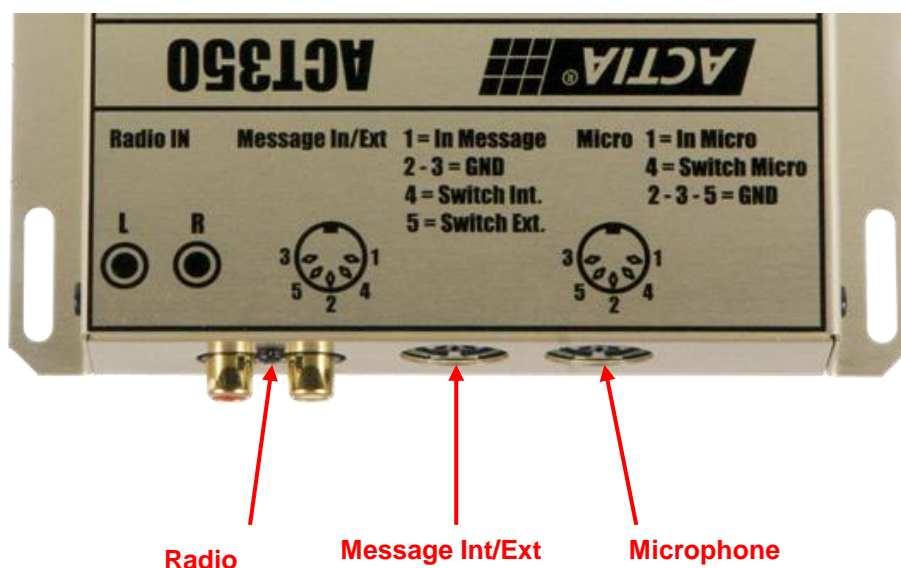 ACT350
ACTIA®
Radio IN
L R
Message In/Ext
1 = In Message
2 - 3 = GND
4 = Switch Int.
5 = Switch Ext.
3 1
5 4
2
Micro
1 = In Micro
4 = Switch Micro
2 - 3 - 5 = GND
3 1
5 4
2
Radio
Message Int/Ext
Microphone